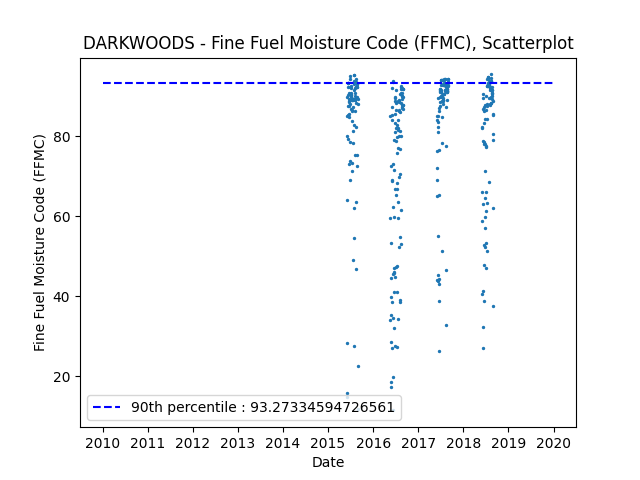 DARKWOODS - Fine Fuel Moisture Code (FFMC), Scatterplot
Fine Fuel Moisture Code (FFMC)
80
60
40
20
90th percentile : 93.27334594726561
2010 2011 2012 2013 2014 2015 2016 2017 2018 2019 2020
Date